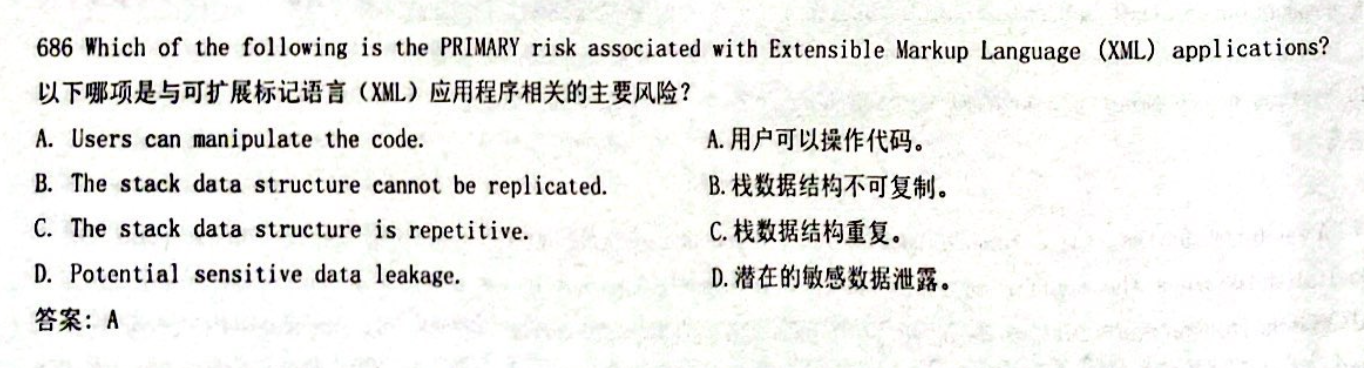 686 Which of the following is the PRIMARY risk associated with Extensible Markup Language (XML) applications?
以下哪项是与可扩展标记语言（XML）应用程序相关的主要风险？
A. Users can manipulate the code. A.用户可以操作代码。
B. The stack data structure cannot be replicated. B.栈数据结构不可复制。
C. The stack data structure is repetitive. C.栈数据结构重复。
D. Potential sensitive data leakage. D.潜在的敏感数据泄露。
答案：A